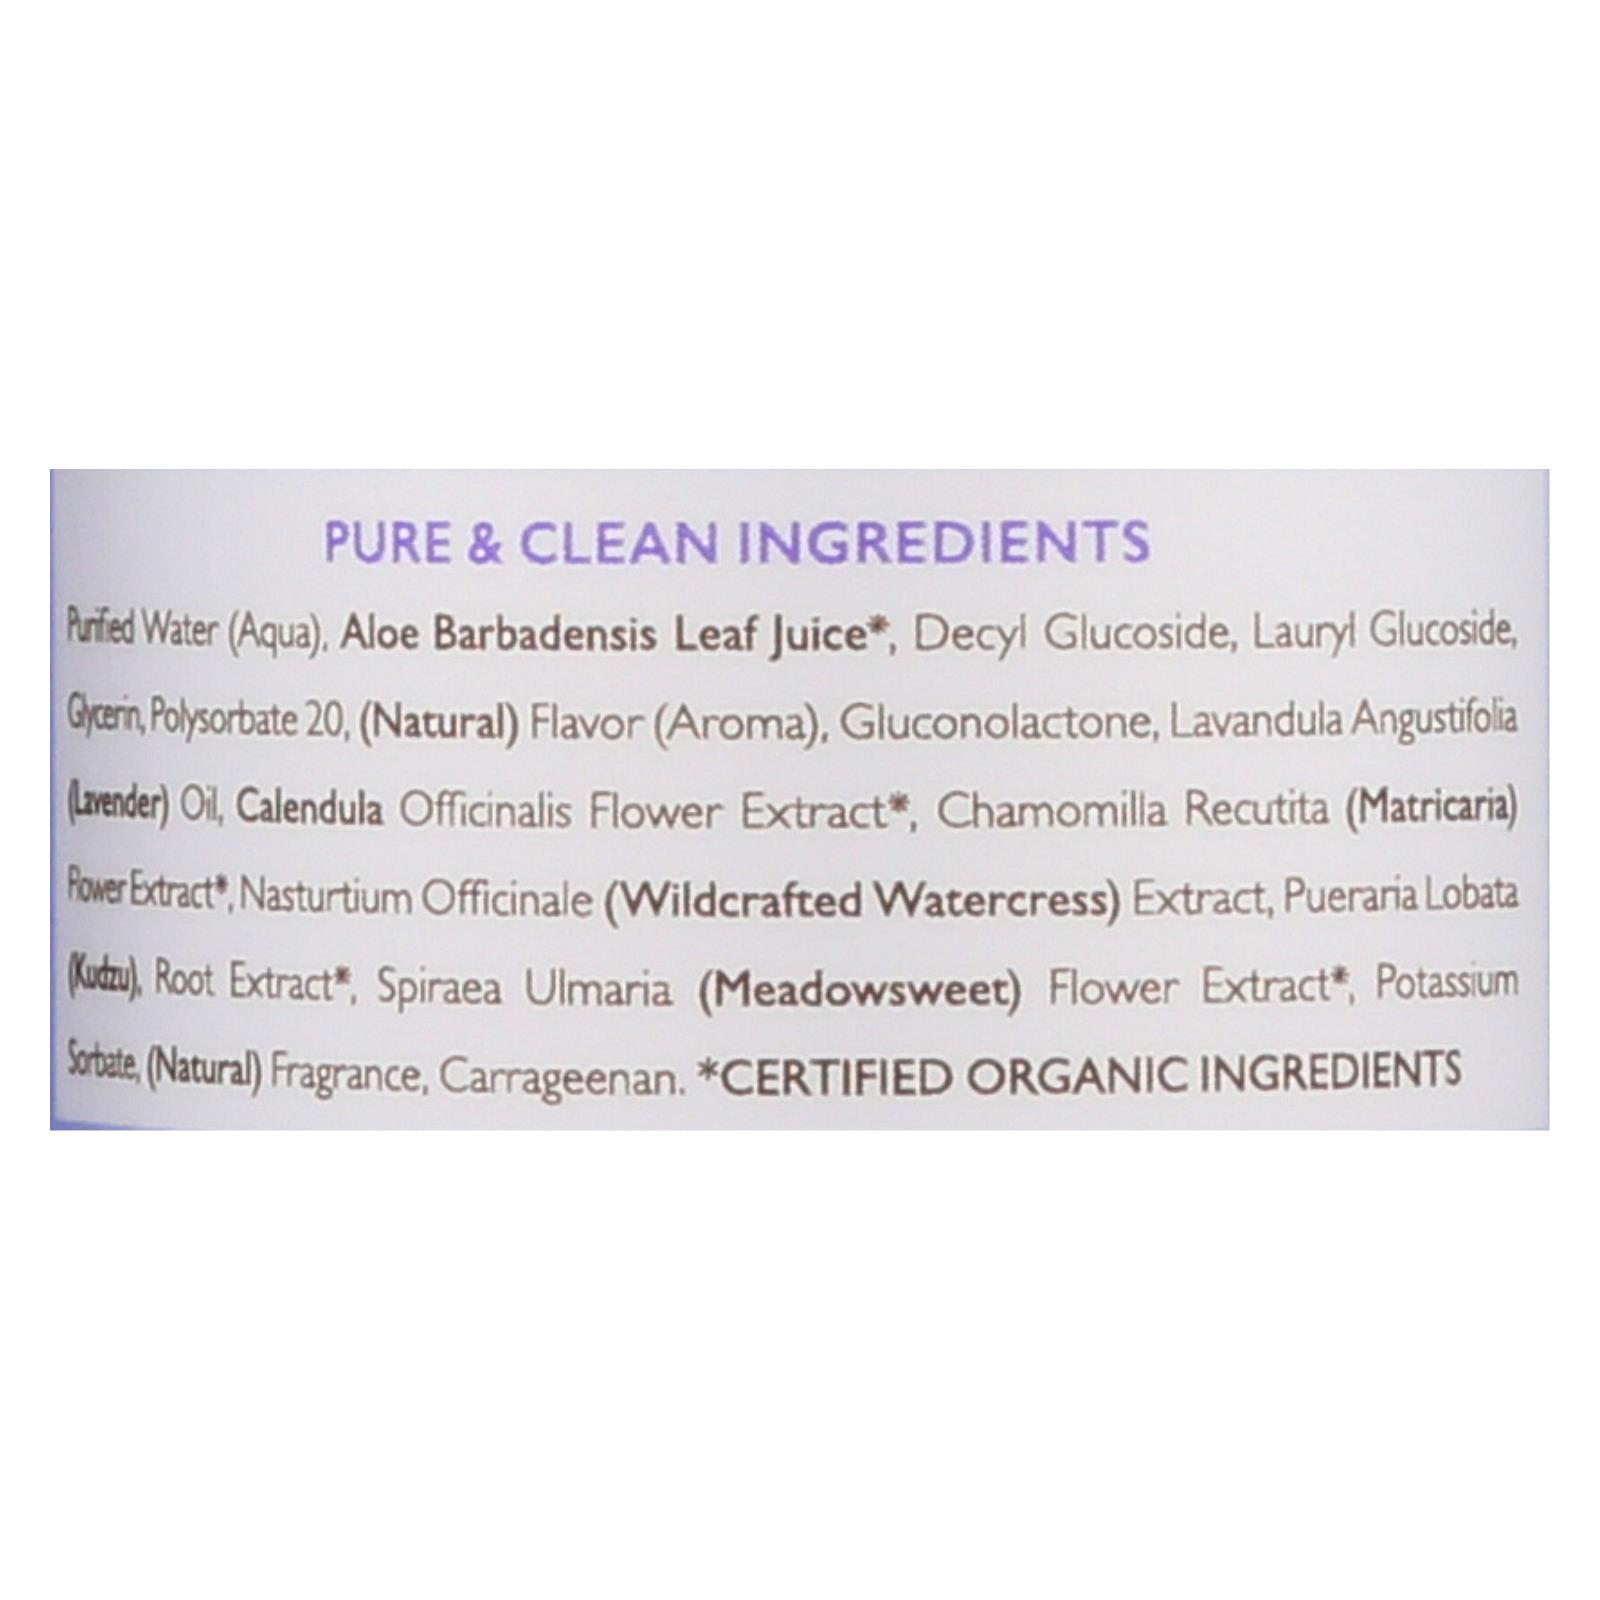 PURE & CLEAN INGREDIENTS
Purified Water (Aqua), Aloe Barbadensis Leaf Juice*, Decyl Glucoside, Lauryl Glucoside,
Glycerin, Polysorbate 20, (Natural) Flavor (Aroma), Gluconolactone, Lavandula Angustifolia
(Lavender) Oil, Calendula Officinalis Flower Extract*, Chamomilla Recutita (Matricaria)
Flower Extract*, Nasturtium Officinale (Wildcrafted Watercress) Extract, Pueraria Lobata
(Kudzu), Root Extract*, Spiraea Ulmaria (Meadowsweet) Flower Extract*, Potassium
Sorbate, (Natural) Fragrance, Carrageenan. *CERTIFIED ORGANIC INGREDIENTS